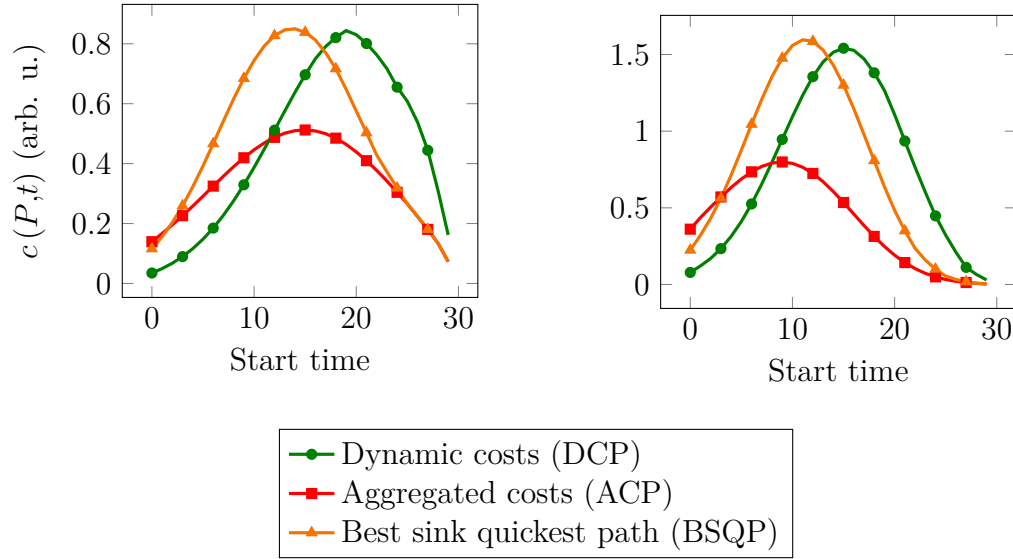 0.8
0.6
0.4
0.2
0
c (P,t) (arb. u.)
0 10 20 30
Start time
1.5
1
0.5
0
0 10 20 30
Start time
Dynamic costs (DCP)
Aggregated costs (ACP)
Best sink quickest path (BSQP)